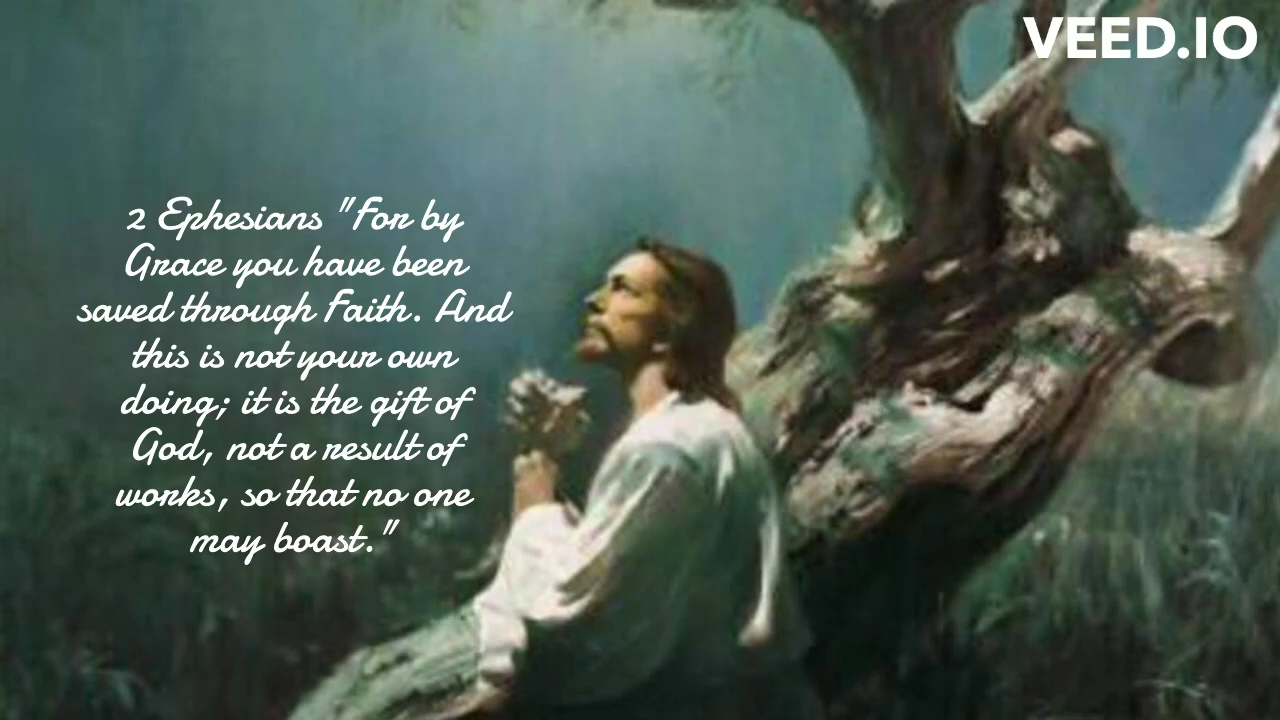 VEED.IO
2 Ephesians "For by
Grace you have been
saved through Faith. And
this is not your own
doing; it is the gift of
God, not a result of
works, so that no one
may boast."